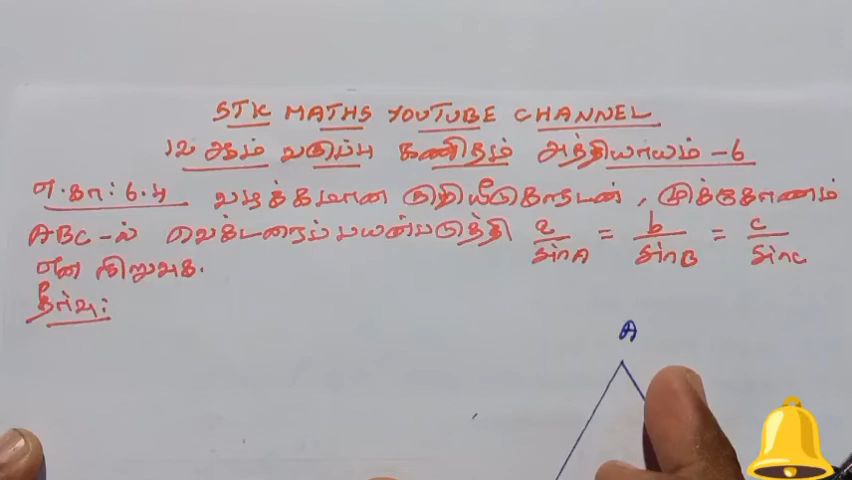 STK MATHS YOUTUBE CHANNEL
12 ஆம் வகுப்பு கணிதம் அத்தியாயம் - 6
எ.கா: 6.4 வழக்கமான குறியீடுகளுடன் , முக்கோணம்
ABC-ல் வெக்டரைப் பயன்படுத்தி a/sinA = b/sinB = c/sinC
என நிறுவுக.
தீர்வு:
A